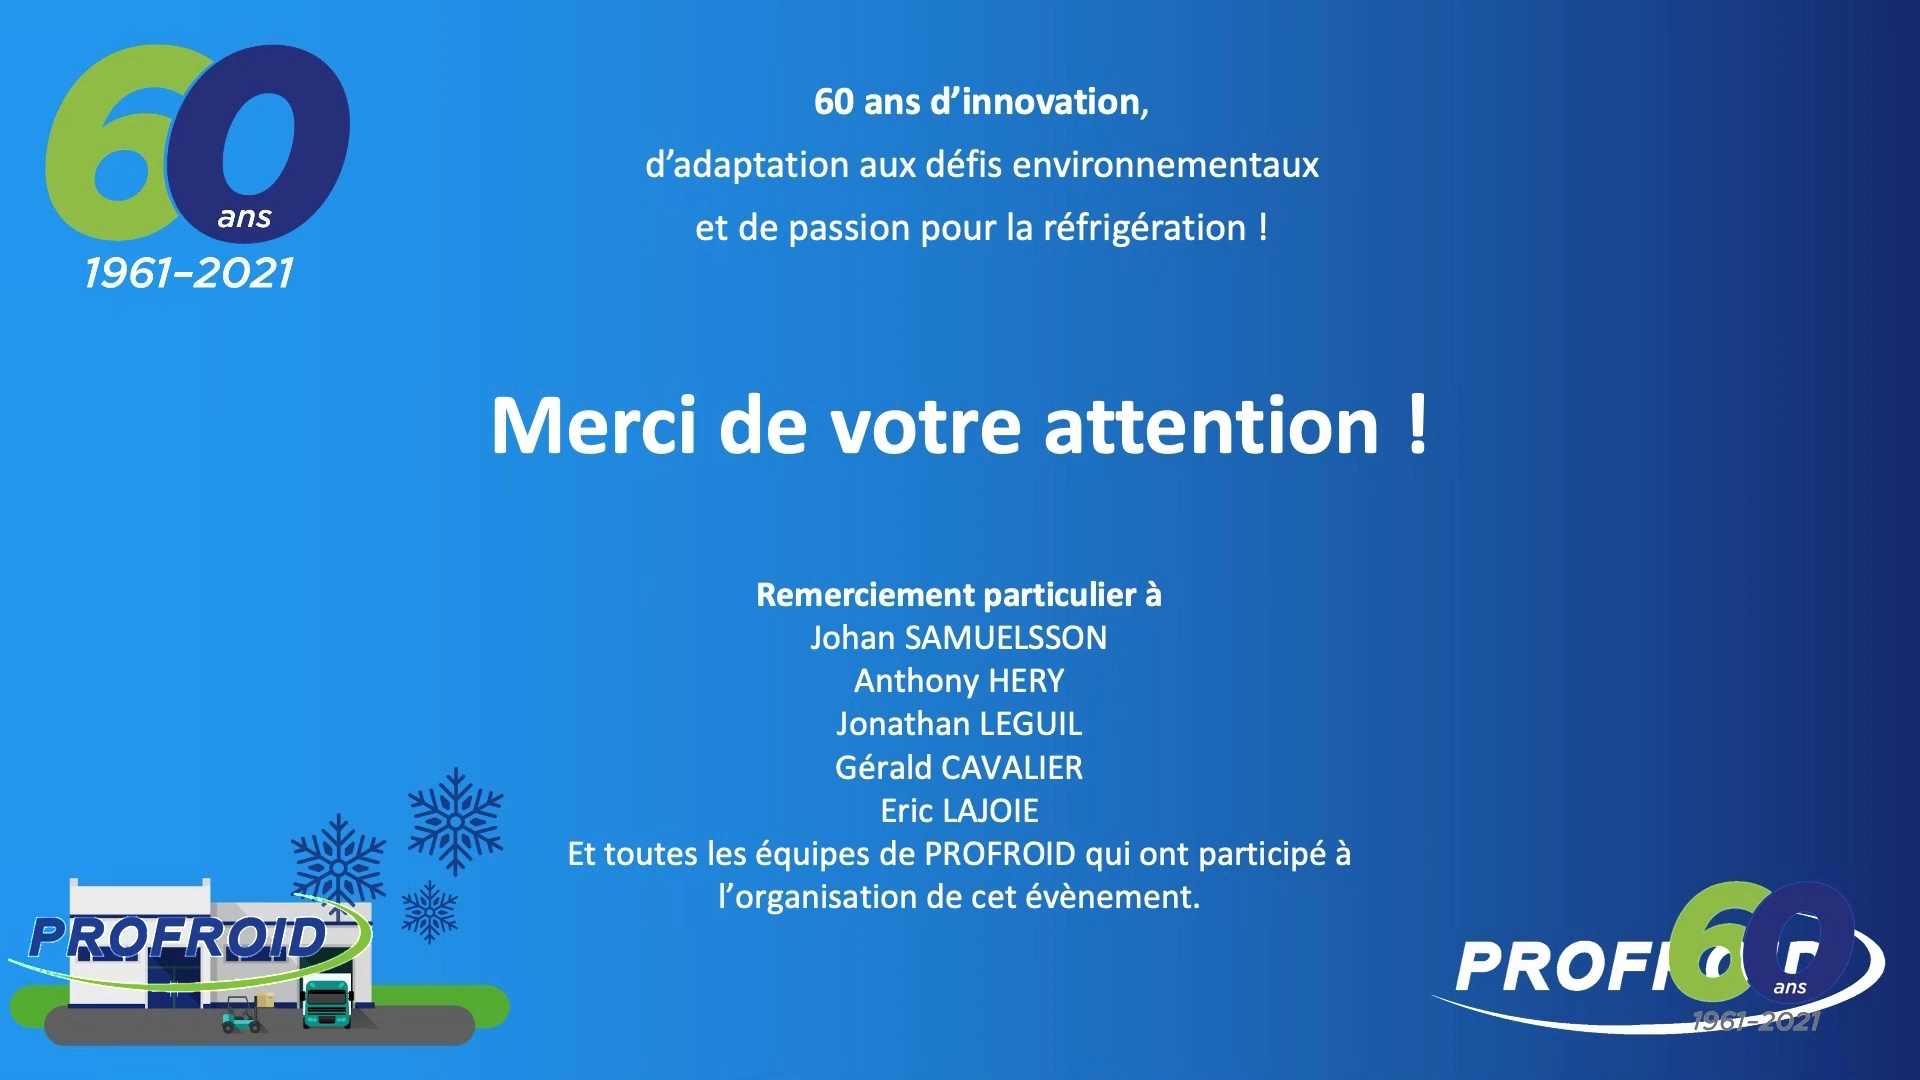 60
ans
1961–2021
60 ans d’innovation,
d’adaptation aux défis environnementaux
et de passion pour la réfrigération !
Merci de votre attention !
Remerciement particulier à
Johan SAMUELSSON
Anthony HERY
Jonathan LEGUIL
Gérald CAVALIER
Eric LAJOIE
Et toutes les équipes de PROFROID qui ont participé à
l’organisation de cet évènement.
PROFROID
60
ans
1961–2021